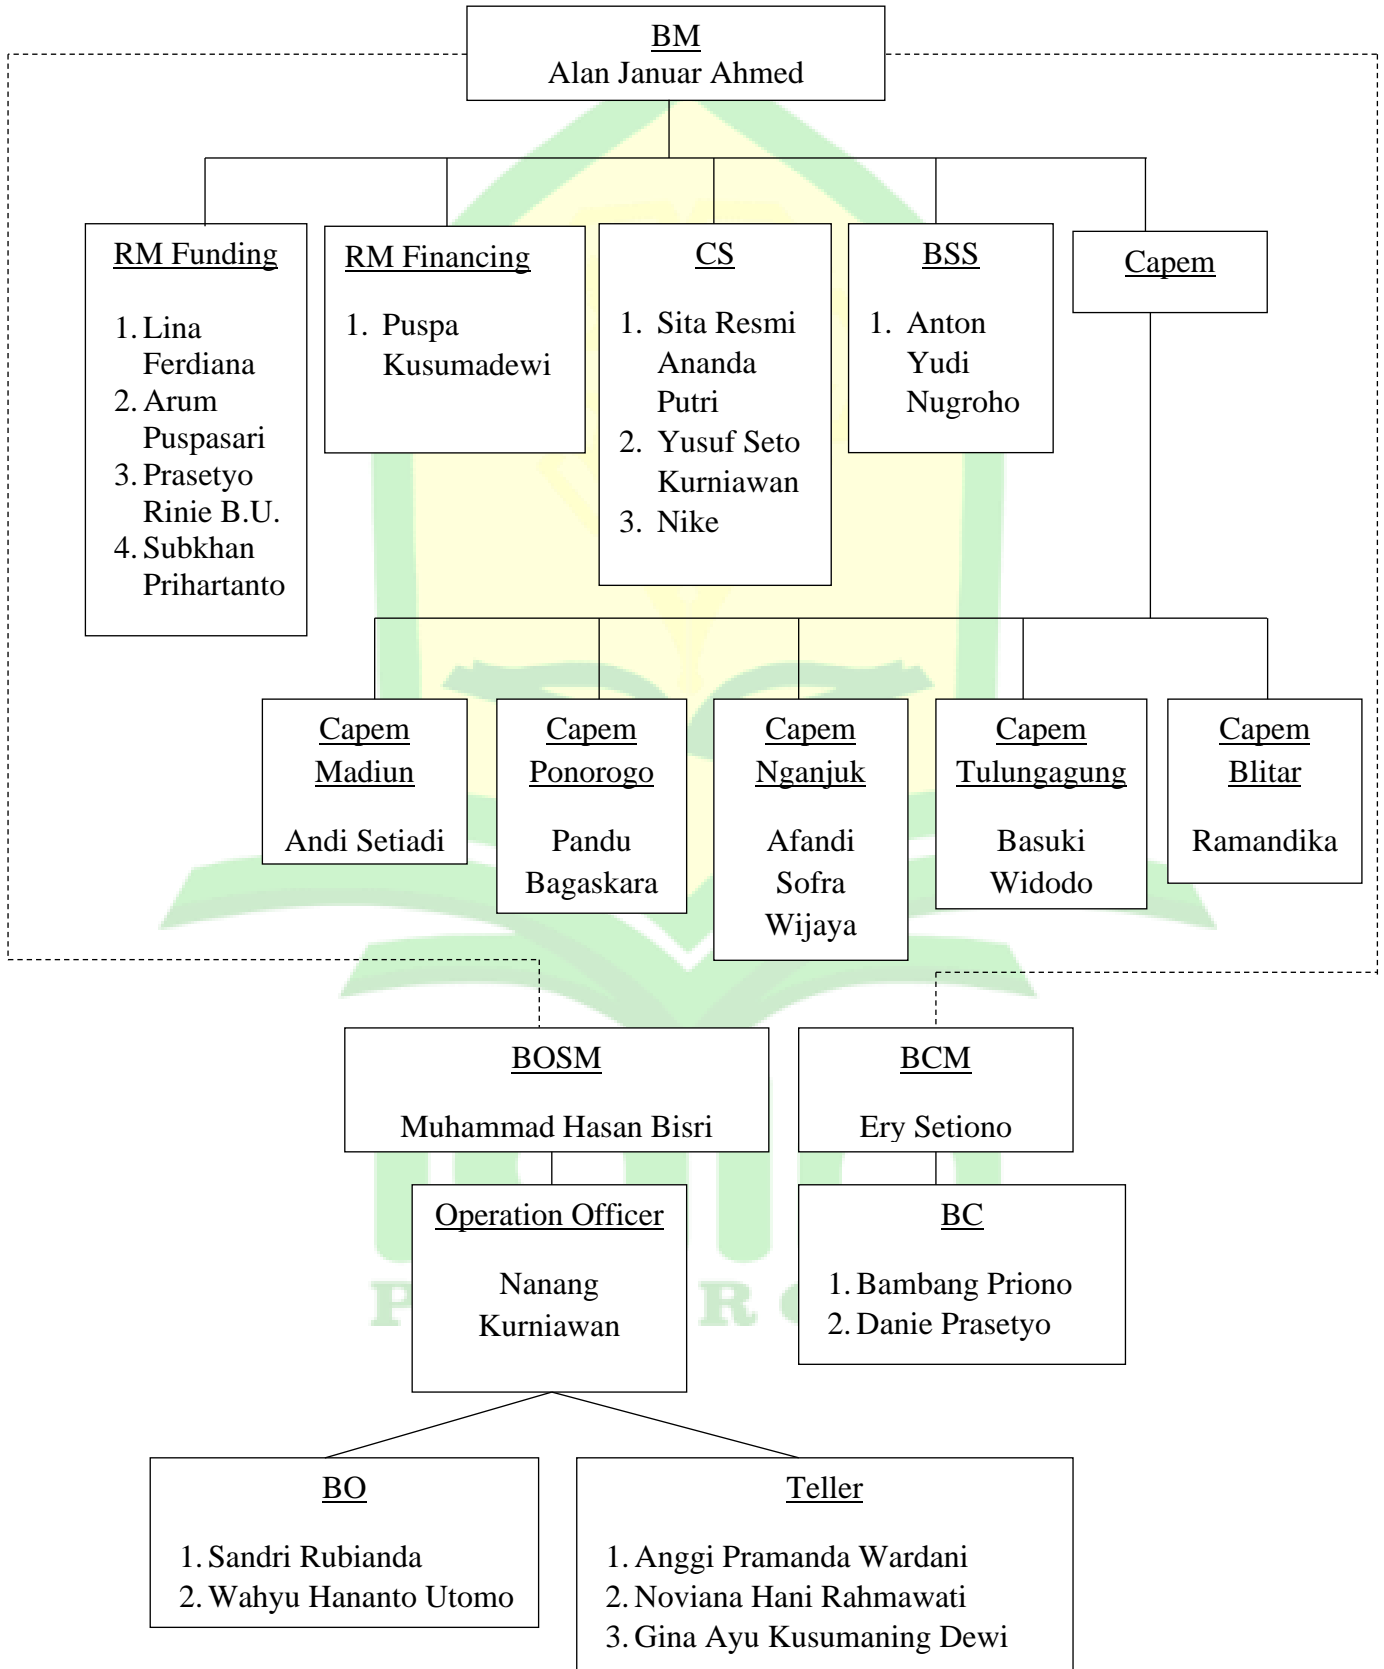 BM
Alan Januar Ahmed
RM Funding
1. Lina
Ferdiana
2. Arum
Puspasari
3. Prasetyo
Rinie B.U.
4. Subkhan
Prihartanto
RM Financing
1. Puspa
Kusumadewi
CS
1. Sita Resmi
Ananda
Putri
2. Yusuf Seto
Kurniawan
3. Nike
BSS
1. Anton
Yudi
Nugroho
Capem
Capem
Madiun
Andi Setiadi
Capem
Ponorogo
Pandu
Bagaskara
Capem
Nganjuk
Afandi
Sofra
Wijaya
Capem
Tulungagung
Basuki
Widodo
Capem
Blitar
Ramandika
BOSM
Muhammad Hasan Bisri
BCM
Ery Setiono
Operation Officer
Nanang
Kurniawan
BC
1. Bambang Priono
2. Danie Prasetyo
BO
1. Sandri Rubianda
2. Wahyu Hananto Utomo
Teller
1. Anggi Pramanda Wardani
2. Noviana Hani Rahmawati
3. Gina Ayu Kusumaning Dewi